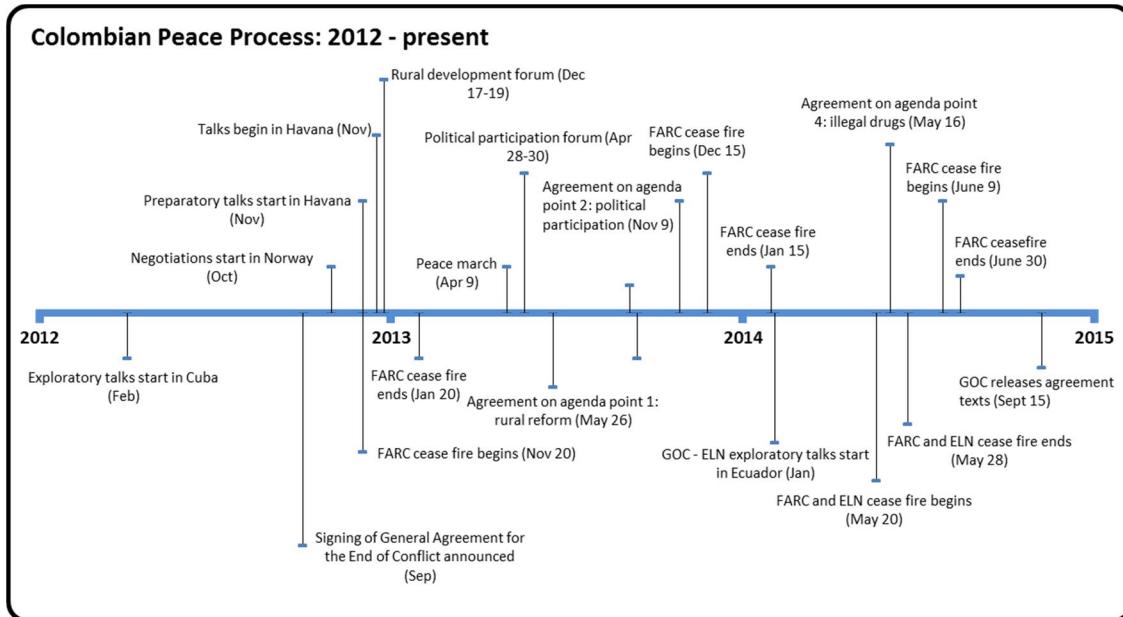 Colombian Peace Process: 2012 - present
Rural development forum (Dec
17-19)
Talks begin in Havana (Nov)
Preparatory talks start in Havana
(Nov)
Negotiations start in Norway
(Oct)
Political participation forum (Apr
28-30)
Peace march
(Apr 9)
Agreement on agenda
point 2: political
participation (Nov 9)
FARC cease fire
begins (Dec 15)
FARC cease fire
ends (Jan 15)
Agreement on agenda point
4: illegal drugs (May 16)
FARC cease fire
begins (June 9)
FARC ceasefire
ends (June 30)
2012
2013
2014
2015
Exploratory talks start in Cuba
(Feb)
Signing of General Agreement for
the End of Conflict announced
(Sep)
FARC cease fire begins (Nov 20)
FARC cease fire
ends (Jan 20)
Agreement on agenda point 1:
rural reform (May 26)
GOC - ELN exploratory talks start
in Ecuador (Jan)
FARC and ELN cease fire begins
(May 20)
FARC and ELN cease fire ends
(May 28)
GOC releases agreement
texts (Sept 15)